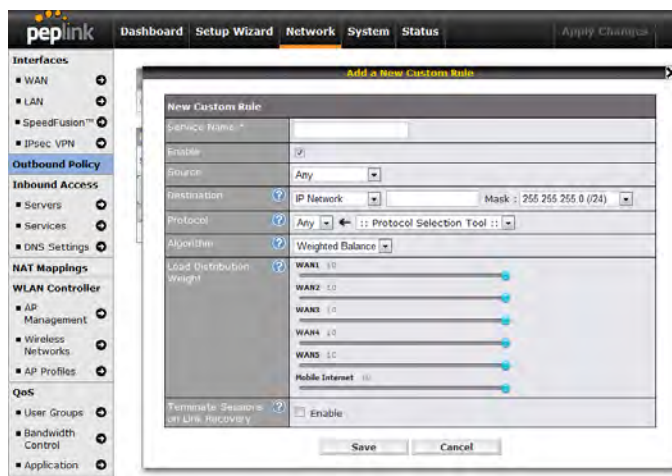 peplink
Dashboard Setup Wizard Network System Status Apply Changes
Interfaces
WAN
LAN
SpeedFusion™
IPsec VPN
Outbound Policy
Inbound Access
Servers
Services
DNS Settings
NAT Mappings
WLAN Controller
AP
Management
Wireless
Networks
AP Profiles
QoS
User Groups
Bandwidth
Control
Application
Add a New Custom Rule
X
New Custom Rule
Service Name *
Enable
Source Any
Destination ? IP Network Mask : 255.255.255.0 (/24)
Protocol ? Any :: Protocol Selection Tool ::
Algorithm ? Weighted Balance
Load Distribution
Weight ?
WAN1 10
WAN2 10
WAN3 10
WAN4 10
WAN5 10
Mobile Internet 10
Terminate Sessions
on Link Recovery ? Enable
Save Cancel